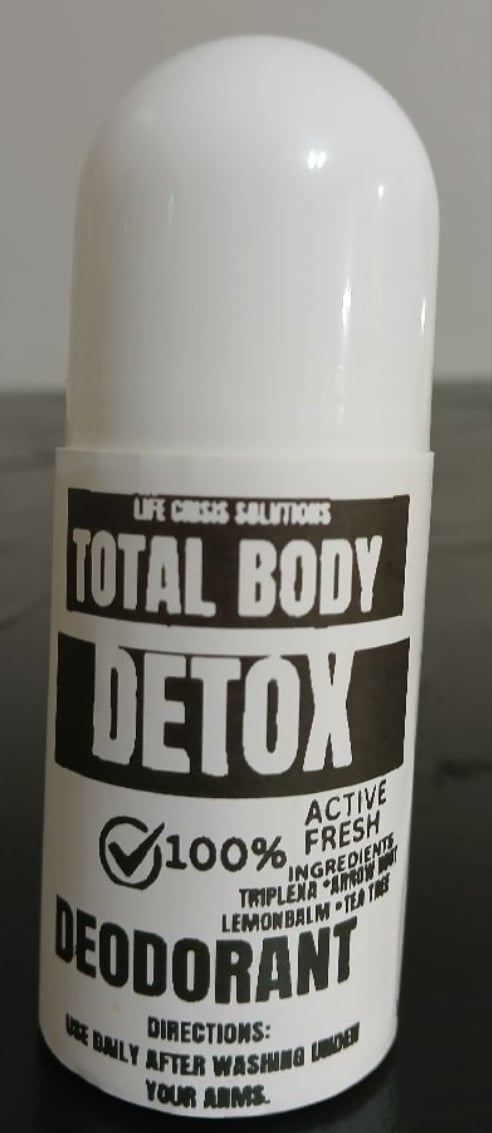 LIFE CRISIS SOLUTIONS
TOTAL BODY
DETOX
100% ACTIVE
FRESH
INGREDIENTS
TRIPLEXA *ARROW ROOT
LEMONBALM *TEA TREE
DEODORANT
DIRECTIONS:
USE DAILY AFTER WASHING UNDER
YOUR ARMS.